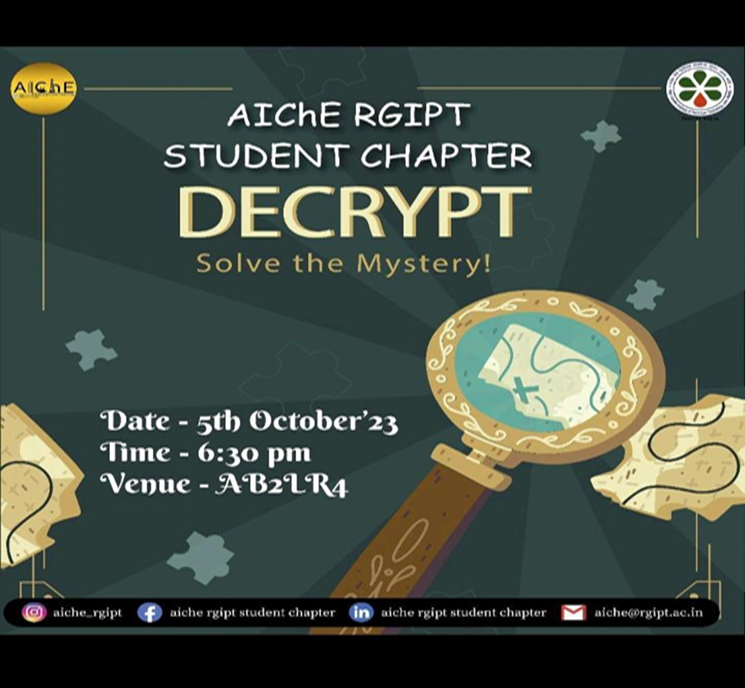 AIChE
AIChE RGIPT
STUDENT CHAPTER
DECRYPT
Solve the Mystery!
Date - 5th October'23
Time - 6:30 pm
Venue - AB2LR4
aiche_rgipt
aiche rgipt student chapter
in
aiche rgipt student chapter
aiche@rgipt.ac.in